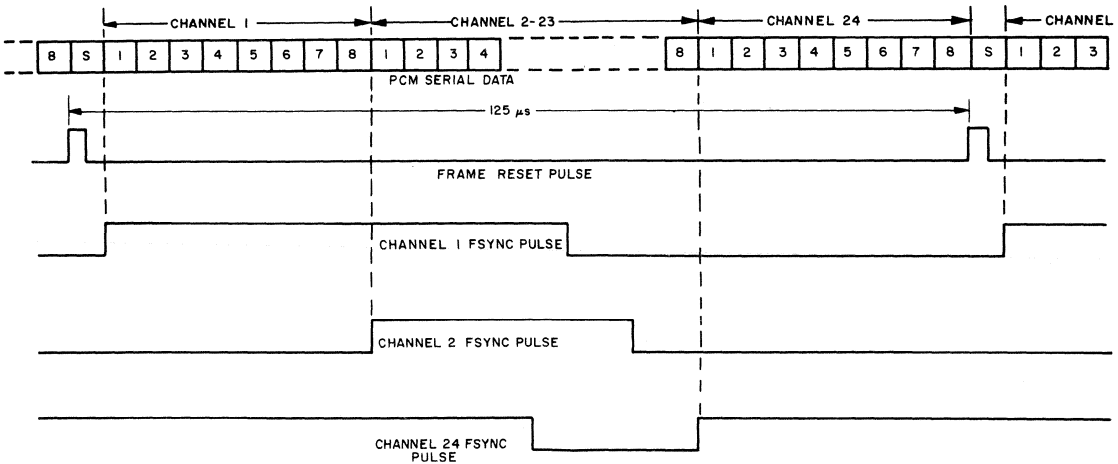 CHANNEL 1 CHANNEL 2-23 CHANNEL 24 CHANNEL
8 S 1 2 3 4 5 6 7 8 1 2 3 4 8 1 2 3 4 5 6 7 8 S 1 2 3
PCM SERIAL DATA
125 μs
FRAME RESET PULSE
CHANNEL 1 FSYNC PULSE
CHANNEL 2 FSYNC PULSE
CHANNEL 24 FSYNC
PULSE